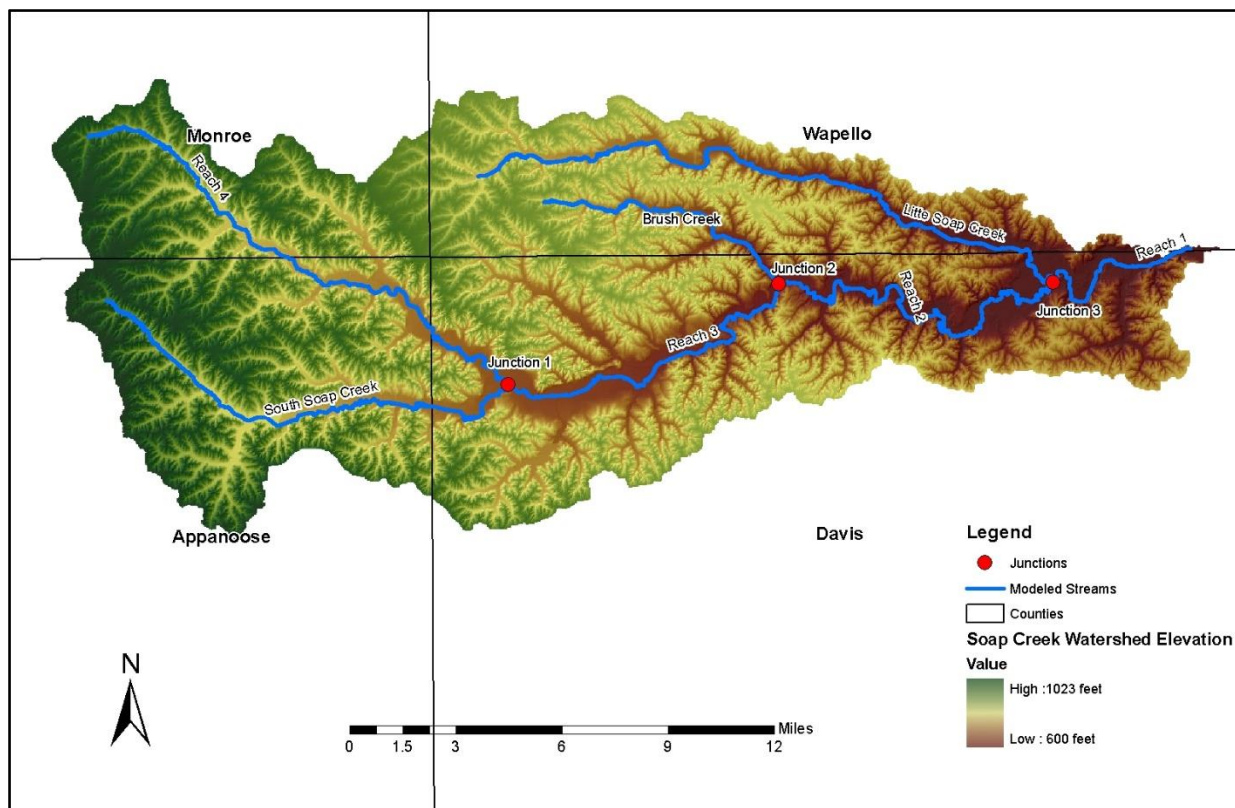 Monroe
Wapello
Reach 4
Brush Creek
Litte Soap Creek
Reach 1
Junction 2
Reach 2
Junction 3
Reach 3
Junction 1
South Soap Creek
Appanoose
Davis
Legend
Junctions
Modeled Streams
Counties
Soap Creek Watershed Elevation
Value
High :1023 feet
Low : 600 feet
N
Miles
0 1.5 3 6 9 12